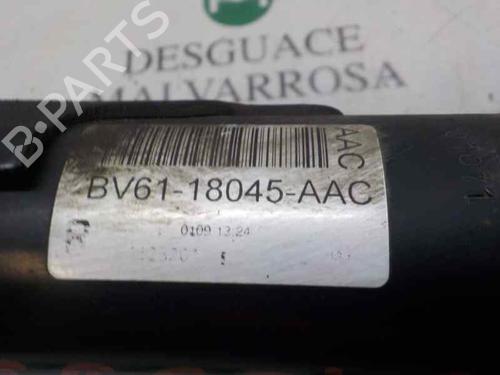 DESGUACE
MALVARROSA
B-PARTS
AAC
BV61-18045-AAC
0109 13:24
5